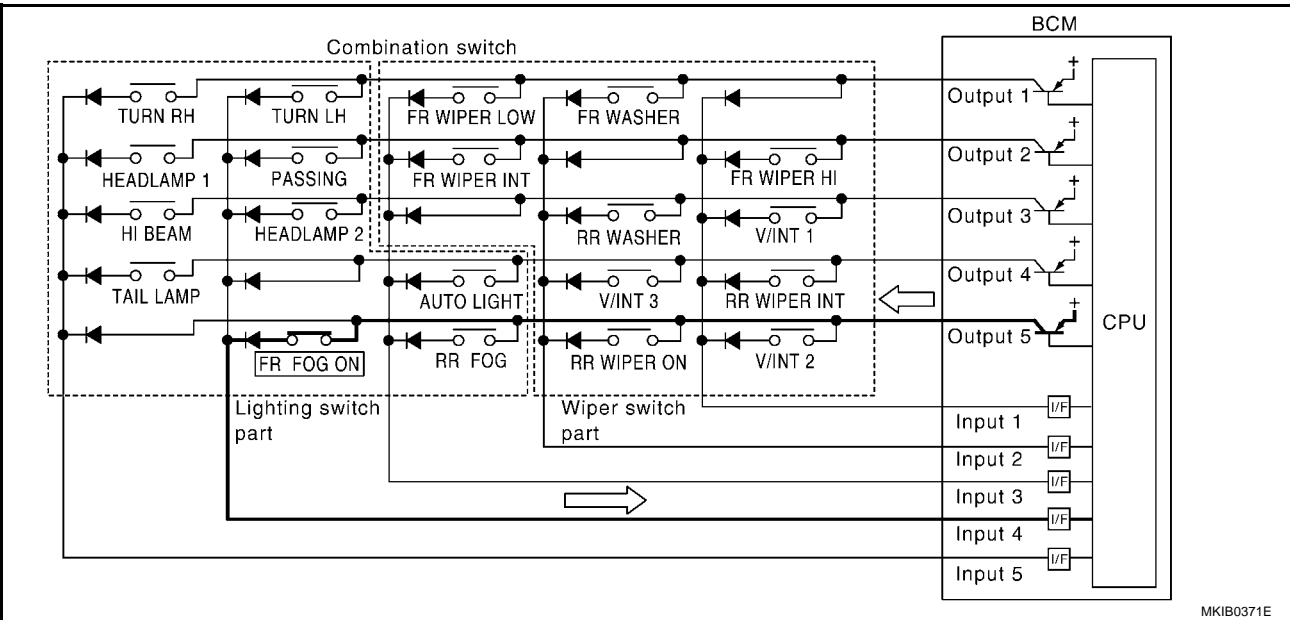 BCM
Combination switch
Output 1
TURN RH
TURN LH
FR WIPER LOW
FR WASHER
Output 2
HEADLAMP 1
PASSING
FR WIPER INT
FR WIPER HI
Output 3
HI BEAM
HEADLAMP 2
RR WASHER
V/INT 1
Output 4
TAIL LAMP
AUTO LIGHT
V/INT 3
RR WIPER INT
CPU
Output 5
FR FOG ON
RR FOG
RR WIPER ON
V/INT 2
Lighting switch
part
Wiper switch
part
I/F
Input 1
I/F
Input 2
I/F
Input 3
I/F
Input 4
I/F
Input 5
+
+
+
+
+
MKIB0371E